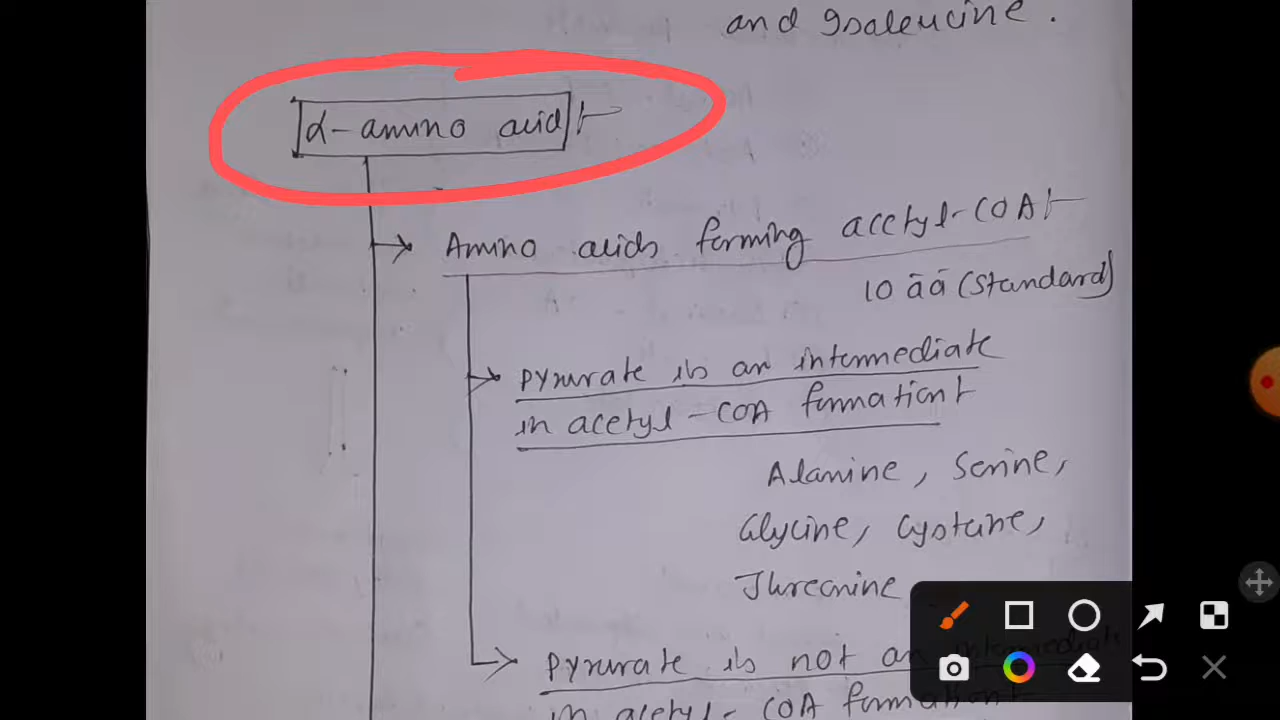 and Isoleucine.
α-amino acid
Amino acids forming acetyl-COA
10 āā (Standard)
Pyruvate is an intermediate
in acetyl-COA formation
Alanine, Serine,
Glycine, Cysteine,
Threonine
Pyruvate is not an intermediate
in acetyl-COA formation